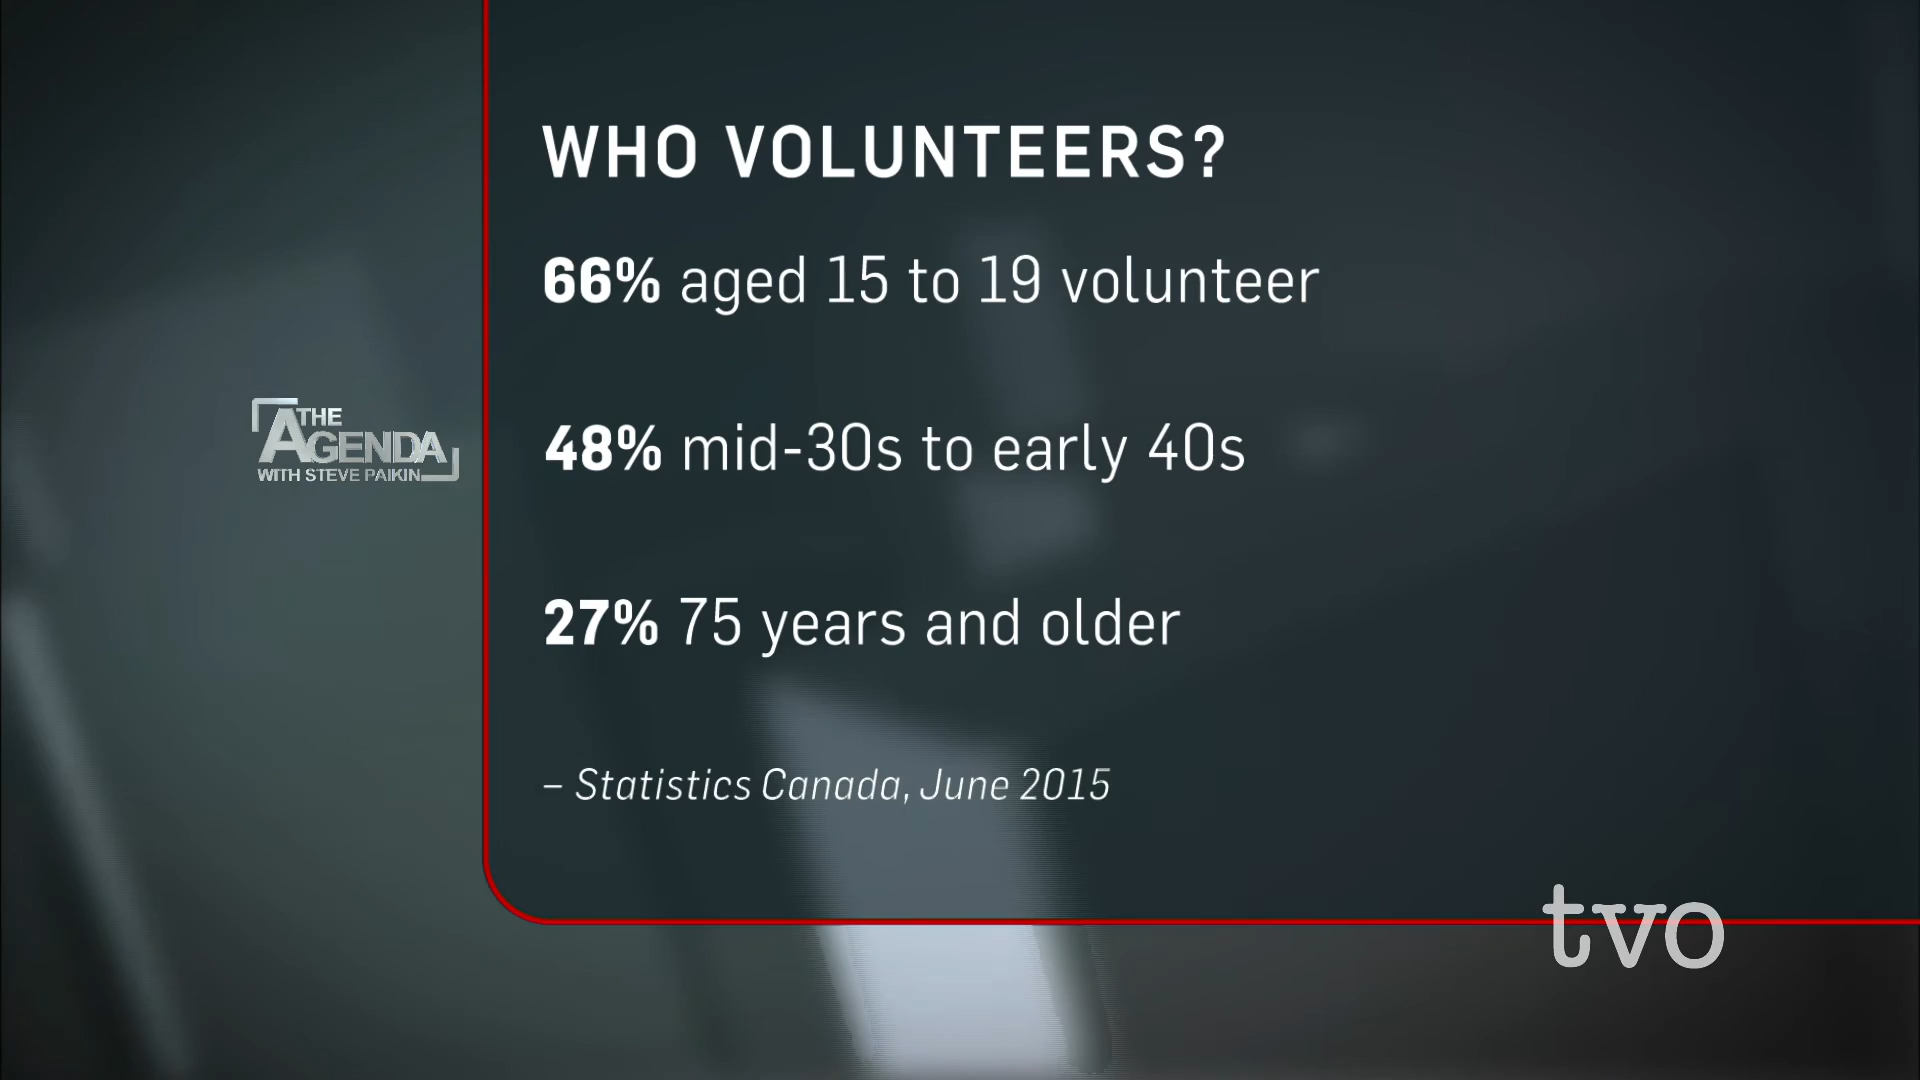 WHO VOLUNTEERS?
66% aged 15 to 19 volunteer
THE
AGENDA
WITH STEVE PAIKIN
48% mid-30s to early 40s
27% 75 years and older
– Statistics Canada, June 2015
tvo